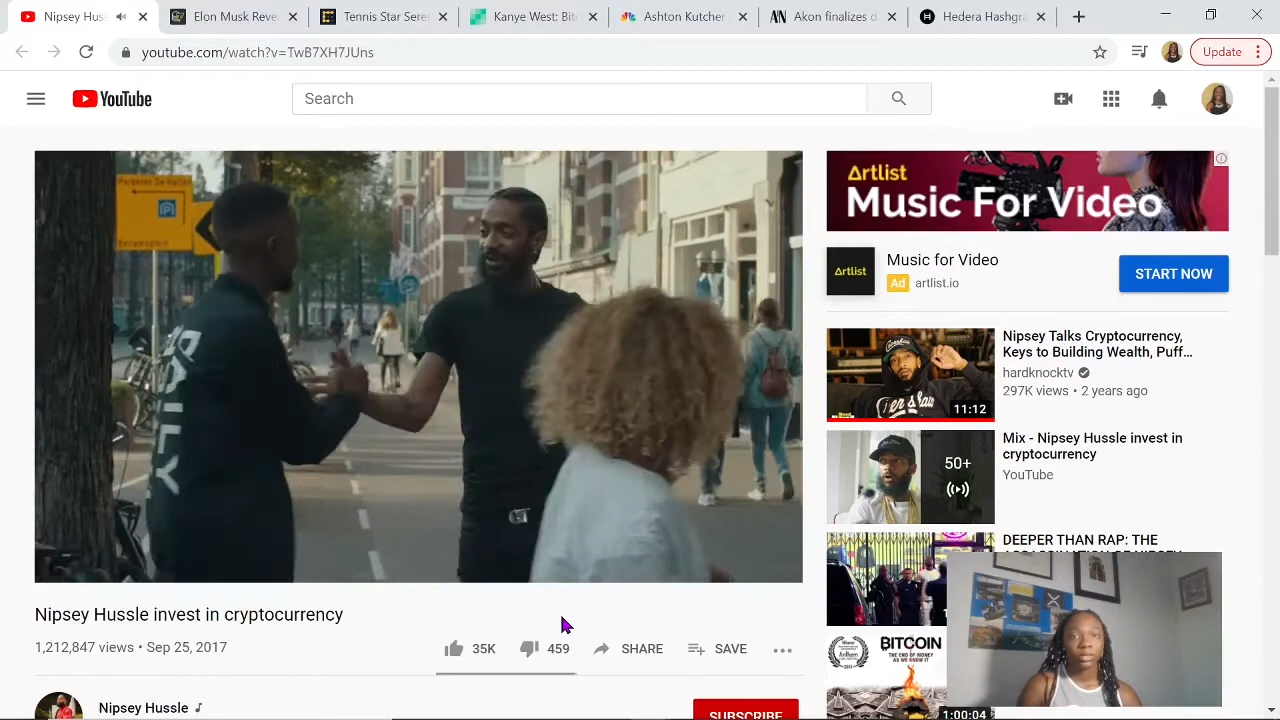 Nipsey Hussle
Elon Musk Reve
Tennis Star Sere
Kanye West: Bit
Ashton Kutcher
Akon finalizes
Hedera Hashgra
youtube.com/watch?v=TwB7XH7JUns
Update
YouTube
Search
P
Artlist
Music For Video
Artlist
Music for Video
Ad artlist.io
START NOW
Nipsey Talks Cryptocurrency,
Keys to Building Wealth, Puff...
hardknocktv
297K views • 2 years ago
11:12
Mix - Nipsey Hussle invest in
cryptocurrency
YouTube
50+
DEEPER THAN RAP: THE
BITCOIN
THE END OF MONEY
AS WE KNOW IT
1:00:04
Nipsey Hussle invest in cryptocurrency
1,212,847 views • Sep 25,
35K
459
SHARE
SAVE
Nipsey Hussle
SUBSCRIBE